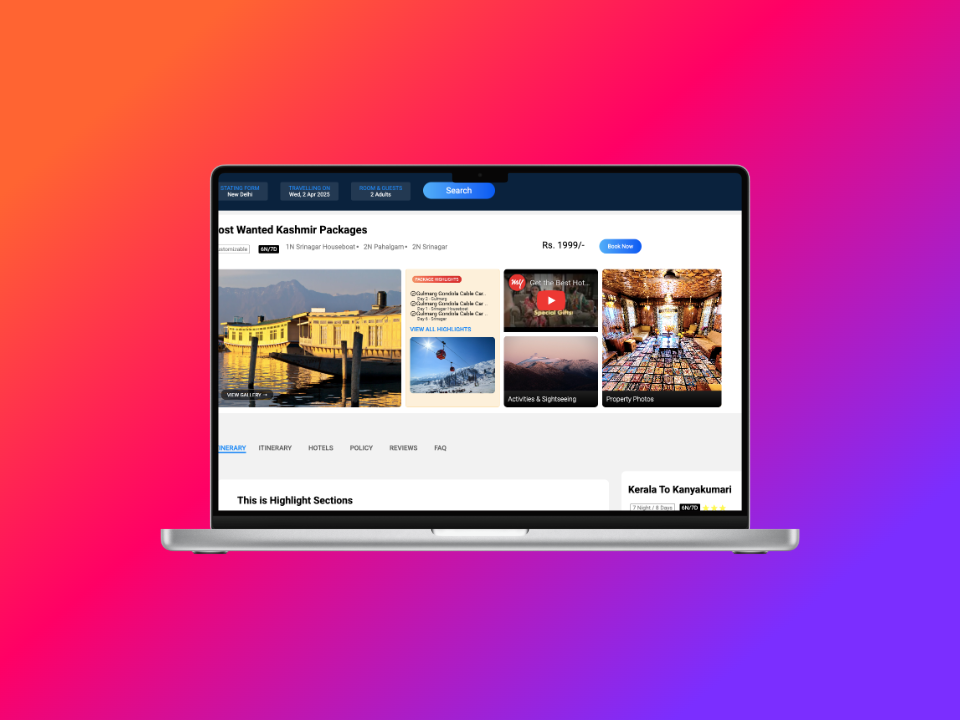 STATING FORM
New Delhi
TRAVELLING ON
Wed, 2 Apr 2025
ROOM & GUESTS
2 Adults
Search
ost Wanted Kashmir Packages
ustomizable
6N/7D
1N Srinagar Houseboat• 2N Pahalgam• 2N Srinagar
Rs. 1999/-
Book Now
VIEW GALLERY →
PACKAGE HIGHLIGHTS
Gulmarg Gondola Cable Car ..
Day 2 - Gulmarg
Gulmarg Gondola Cable Car ..
Day 1 - Srinagar Houseboat
Gulmarg Gondola Cable Car ..
Day 6 - Srinagar
VIEW ALL HIGHLIGHTS
my
Get the Best Hot...
Special Gifts
Activities & Sightseeing
Property Photos
INERARY
ITINERARY
HOTELS
POLICY
REVIEWS
FAQ
This is Highlight Sections
Kerala To Kanyakumari
7 Night / 8 Days
6N/7D